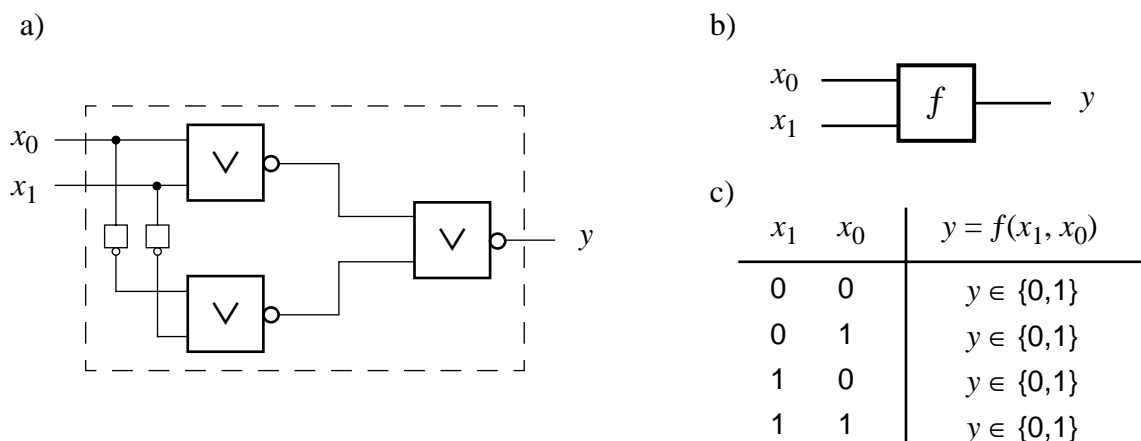 a)
x0
x1
∨
∨
∨
y
b)
x0
x1
f
y
c)
x1 x0 y = f(x1, x0)
0 0 y ∈ {0,1}
0 1 y ∈ {0,1}
1 0 y ∈ {0,1}
1 1 y ∈ {0,1}